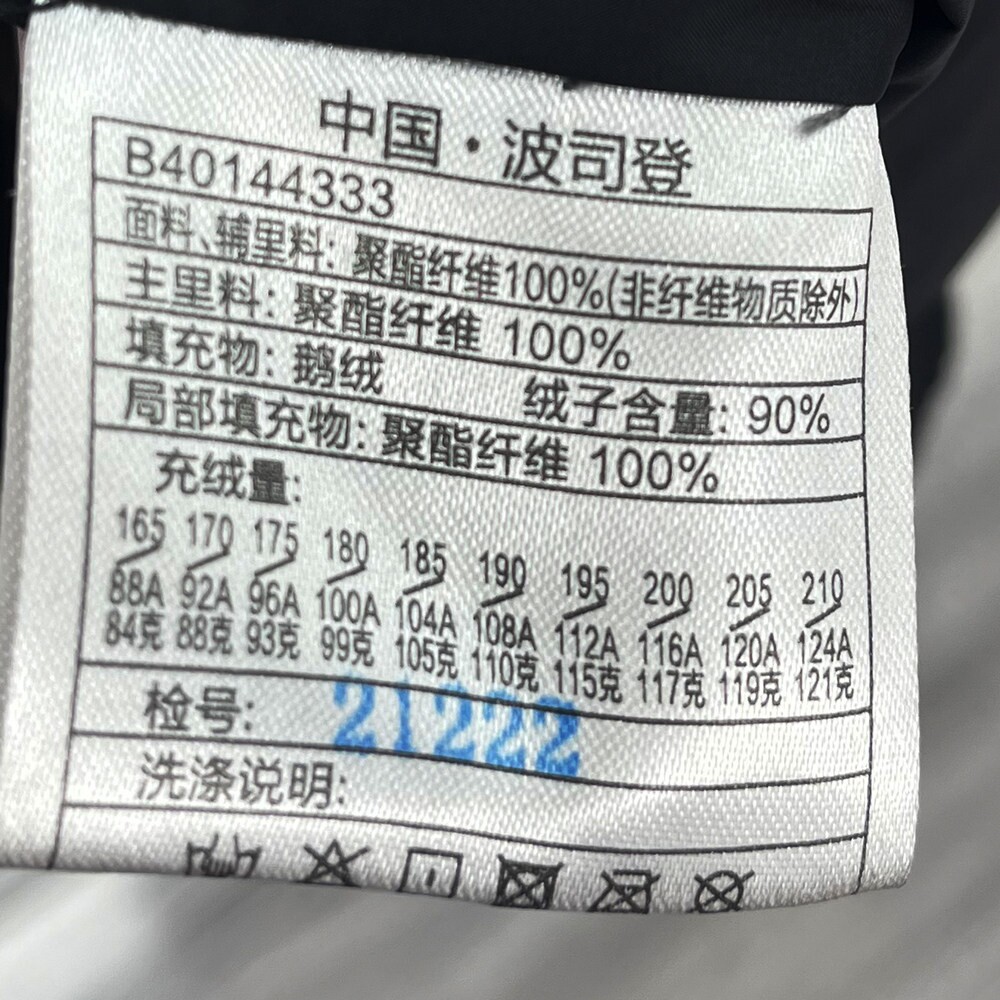 中国·波司登
B40144333
面料、辅里料: 聚酯纤维100%(非纤维物质除外)
主里料: 聚酯纤维 100%
填充物: 鹅绒 绒子含量: 90%
局部填充物: 聚酯纤维 100%
充绒量:
165 170 175 180 185 190 195 200 205 210
88A 92A 96A 100A 104A 108A 112A 116A 120A 124A
84克 88克 93克 99克 105克 110克 115克 117克 119克 121克
检号: 21222
洗涤说明: